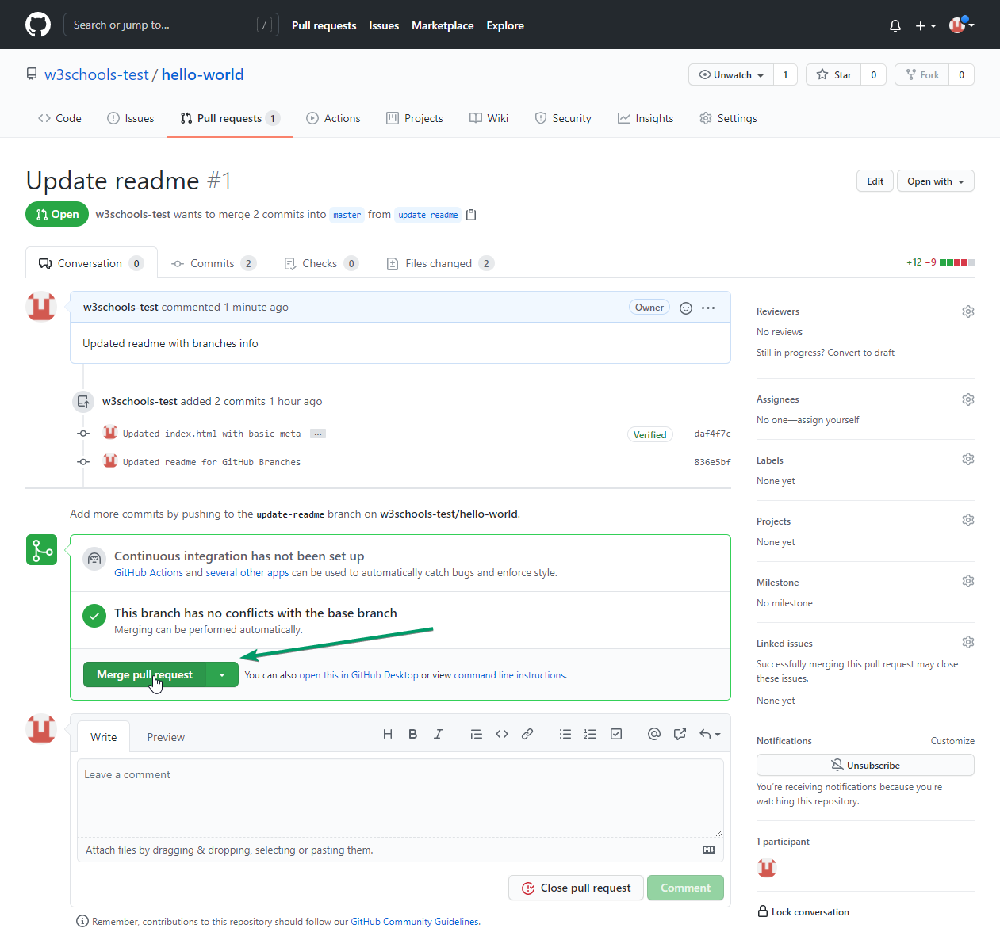 Search or jump to... / Pull requests Issues Marketplace Explore
w3schools-test / hello-world Unwatch 1 Star 0 Fork 0
Code Issues Pull requests 1 Actions Projects Wiki Security Insights Settings
Update readme #1 Edit Open with
Open w3schools-test wants to merge 2 commits into master from update-readme
Conversation 0 Commits 2 Checks 0 Files changed 2 +12 −9
w3schools-test commented 1 minute ago Owner ...
Updated readme with branches info
w3schools-test added 2 commits 1 hour ago
Updated index.html with basic meta ... Verified daf4f7c
Updated readme for GitHub Branches 836e5bf
Add more commits by pushing to the update-readme branch on w3schools-test/hello-world.
Continuous integration has not been set up
GitHub Actions and several other apps can be used to automatically catch bugs and enforce style.
This branch has no conflicts with the base branch
Merging can be performed automatically.
Merge pull request You can also open this in GitHub Desktop or view command line instructions.
Write Preview H B I
Leave a comment
Attach files by dragging & dropping, selecting or pasting them.
Close pull request Comment
Remember, contributions to this repository should follow our GitHub Community Guidelines.
Reviewers
No reviews
Still in progress? Convert to draft
Assignees
No one—assign yourself
Labels
None yet
Projects
None yet
Milestone
No milestone
Linked issues
Successfully merging this pull request may close
these issues.
None yet
Notifications Customize
Unsubscribe
You're receiving notifications because you're
watching this repository.
1 participant
Lock conversation